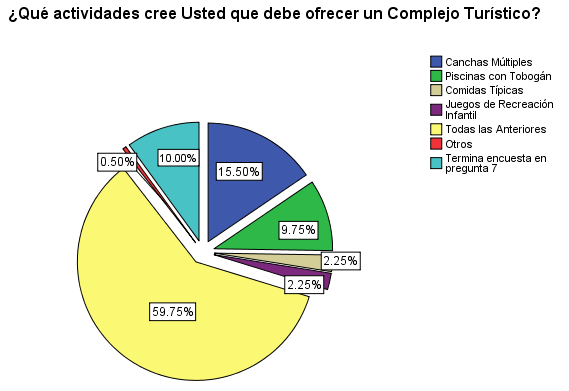 ¿Qué actividades cree Usted que debe ofrecer un Complejo Turístico?
Canchas Múltiples
Piscinas con Tobogán
Comidas Típicas
Juegos de Recreación
Infantil
Todas las Anteriores
Otros
Termina encuesta en
pregunta 7
0.50%
10.00%
15.50%
9.75%
2.25%
2.25%
59.75%